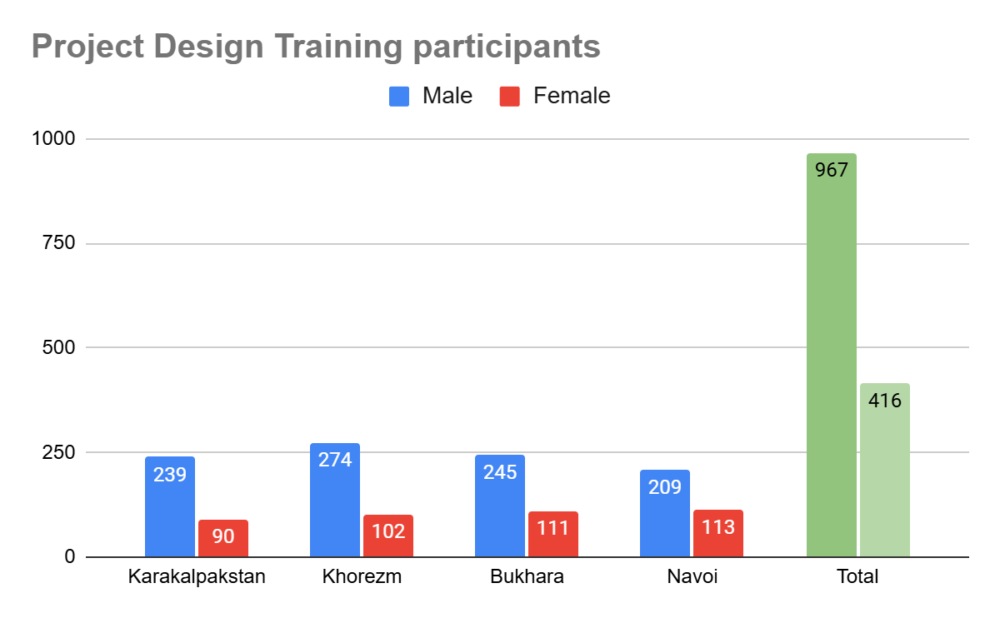 Project Design Training participants
Male Female
1000
750
500
250
0
239 90 274 102 245 111 209 113 967 416
Karakalpakstan Khorezm Bukhara Navoi Total